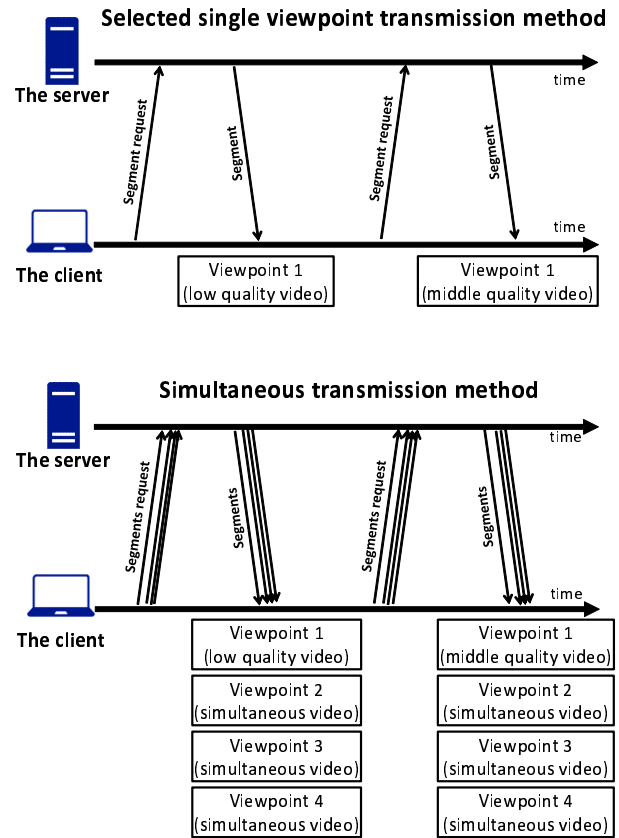 Selected single viewpoint transmission method
time
The server
Segment request
Segment
Segment request
Segment
time
The client
Viewpoint 1
(low quality video)
Viewpoint 1
(middle quality video)
Simultaneous transmission method
time
The server
Segments request
Segments
Segments request
Segments
time
The client
Viewpoint 1
(low quality video)
Viewpoint 1
(middle quality video)
Viewpoint 2
(simultaneous video)
Viewpoint 2
(simultaneous video)
Viewpoint 3
(simultaneous video)
Viewpoint 3
(simultaneous video)
Viewpoint 4
(simultaneous video)
Viewpoint 4
(simultaneous video)